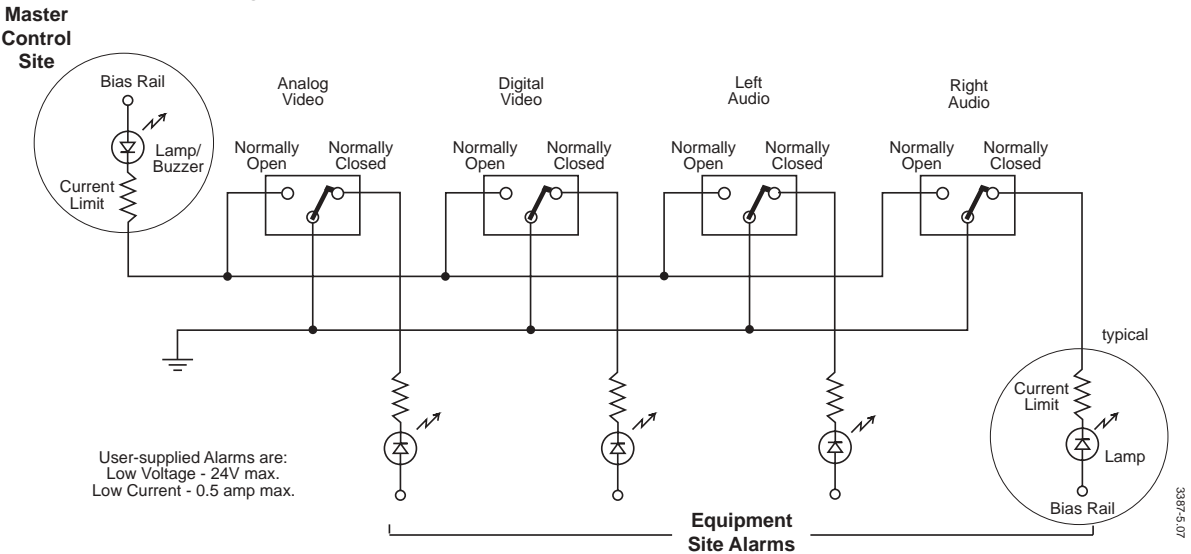 Master
Control
Site
Bias Rail
Lamp/
Buzzer
Current
Limit
Analog
Video
Normally
Open
Normally
Closed
Digital
Video
Normally
Open
Normally
Closed
Left
Audio
Normally
Open
Normally
Closed
Right
Audio
Normally
Open
Normally
Closed
typical
Current
Limit
Lamp
Bias Rail
User-supplied Alarms are:
Low Voltage - 24V max.
Low Current - 0.5 amp max.
Equipment
Site Alarms
3387-5.07